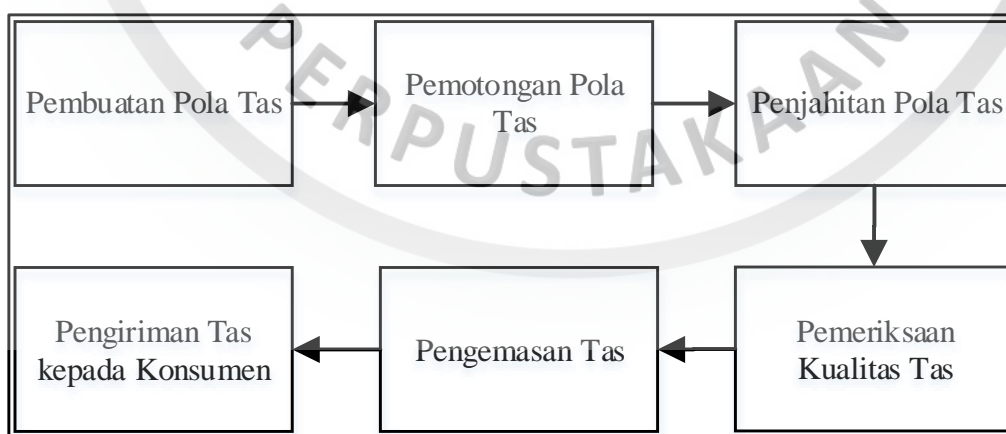 PERPUSTAKAAN
Pembuatan Pola Tas
Pemotongan Pola
Tas
Penjahitan Pola Tas
Pemeriksaan
Kualitas Tas
Pengemasan Tas
Pengiriman Tas
kepada Konsumen